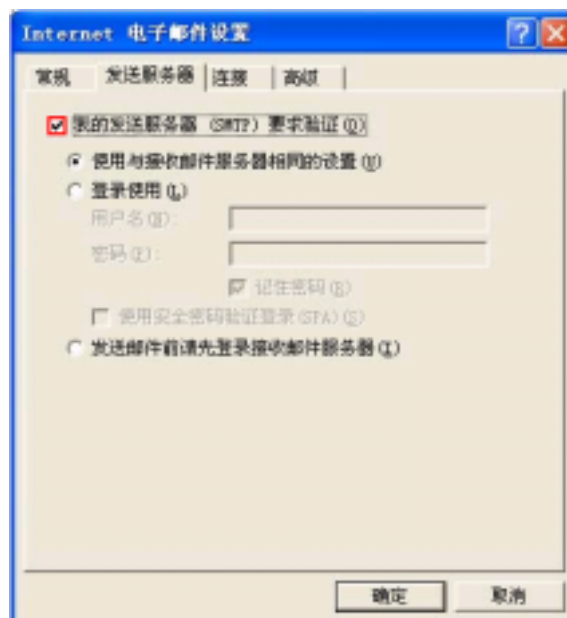 Internet 电子邮件设置
常规 发送服务器 连接 高级
我的发送服务器 (SMTP) 要求验证(O)
使用与接收邮件服务器相同的设置(U)
登录使用(L)
用户名(N):
密码(P):
记住密码(R)
使用安全密码验证登录(SPA)(S)
发送邮件前请先登录接收邮件服务器(I)
确定 取消